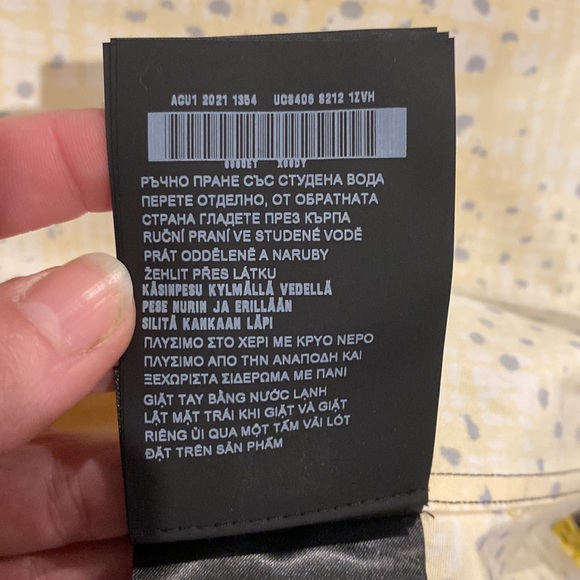 ACU1 2021 1354 UC8406 8212 1ZVH
РЪЧНО ПРАНЕ СЪС СТУДЕНА ВОДА
ПЕРЕТЕ ОТДЕЛНО, ОТ ОБРАТНАТА
СТРАНА ГЛАДЕТЕ ПРЕЗ КЪРПА
RUČNÍ PRANÍ VE STUDENÉ VODĚ
PRÁT ODDĚLENĚ A NARUBY
ŽEHLIT PŘES LÁTKU
KÄSINPESU KYLMÄLLÄ VEDELLÄ
PESE NURIN JA ERILLÄÄN
SILITÄ KANKAAN LÄPI
ΠΛΥΣΙΜΟ ΣΤΟ ΧΕΡΙ ΜΕ ΚΡΥΟ ΝΕΡΟ
ΠΛΥΣΙΜΟ ΑΠΟ ΤΗΝ ΑΝΑΠΟΔΗ ΚΑΙ
ΞΕΧΩΡΙΣΤΑ ΣΙΔΕΡΩΜΑ ΜΕ ΠΑΝΙ
GIẶT TAY BẰNG NƯỚC LẠNH
LẬT MẶT TRÁI KHI GIẶT VÀ GIẶT
RIÊNG ỦI QUA MỘT TẤM VẢI LÓT
ĐẶT TRÊN SẢN PHẨM